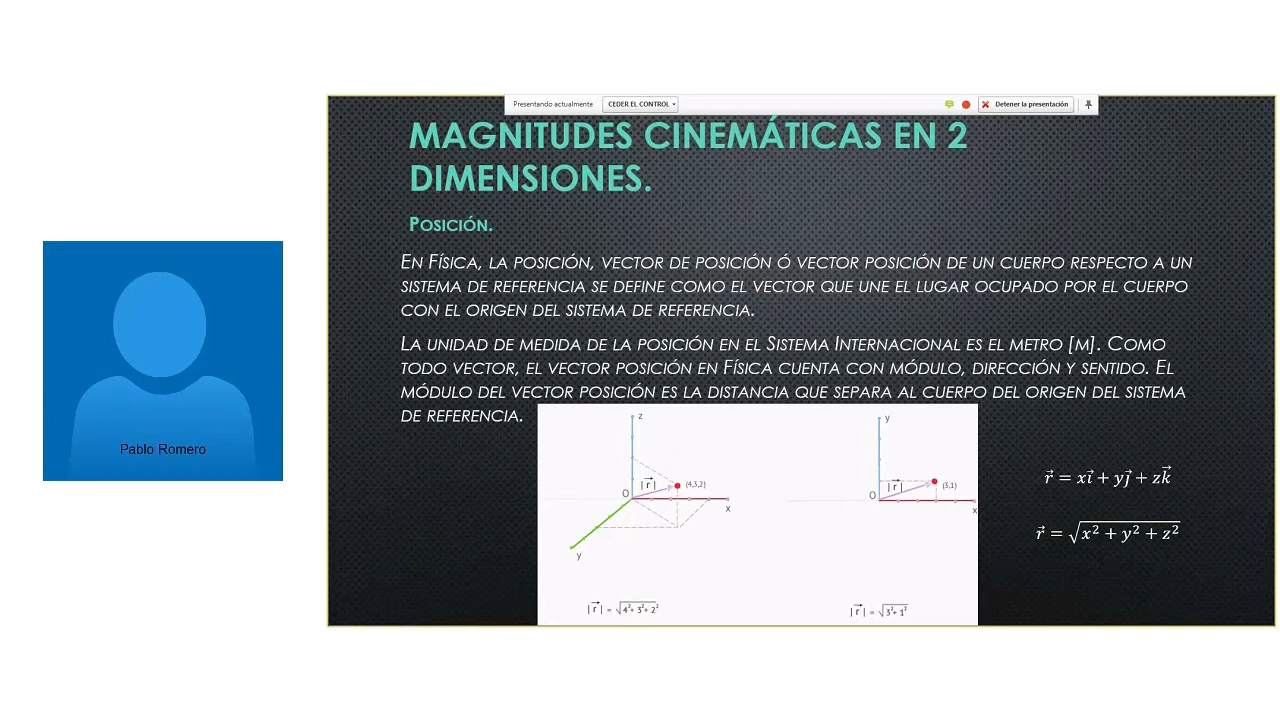 Presentando actualmente CEDER EL CONTROL Detener la presentación
MAGNITUDES CINEMÁTICAS EN 2
DIMENSIONES.
POSICIÓN.
EN FÍSICA, LA POSICIÓN, VECTOR DE POSICIÓN Ó VECTOR POSICIÓN DE UN CUERPO RESPECTO A UN
SISTEMA DE REFERENCIA SE DEFINE COMO EL VECTOR QUE UNE EL LUGAR OCUPADO POR EL CUERPO
CON EL ORIGEN DEL SISTEMA DE REFERENCIA.
LA UNIDAD DE MEDIDA DE LA POSICIÓN EN EL SISTEMA INTERNACIONAL ES EL METRO [M]. COMO
TODO VECTOR, EL VECTOR POSICIÓN EN FÍSICA CUENTA CON MÓDULO, DIRECCIÓN Y SENTIDO. EL
MÓDULO DEL VECTOR POSICIÓN ES LA DISTANCIA QUE SEPARA AL CUERPO DEL ORIGEN DEL SISTEMA
DE REFERENCIA.
z
|r⃗|
(4,3,2)
O
x
y
|r⃗| = √4²+ 3²+ 2²
y
|r⃗|
(3,1)
O
x
|r⃗| = √3²+ 1²
r⃗ = xi⃗ + yj⃗ + zk⃗
r⃗ = √x² + y² + z²
Pablo Romero